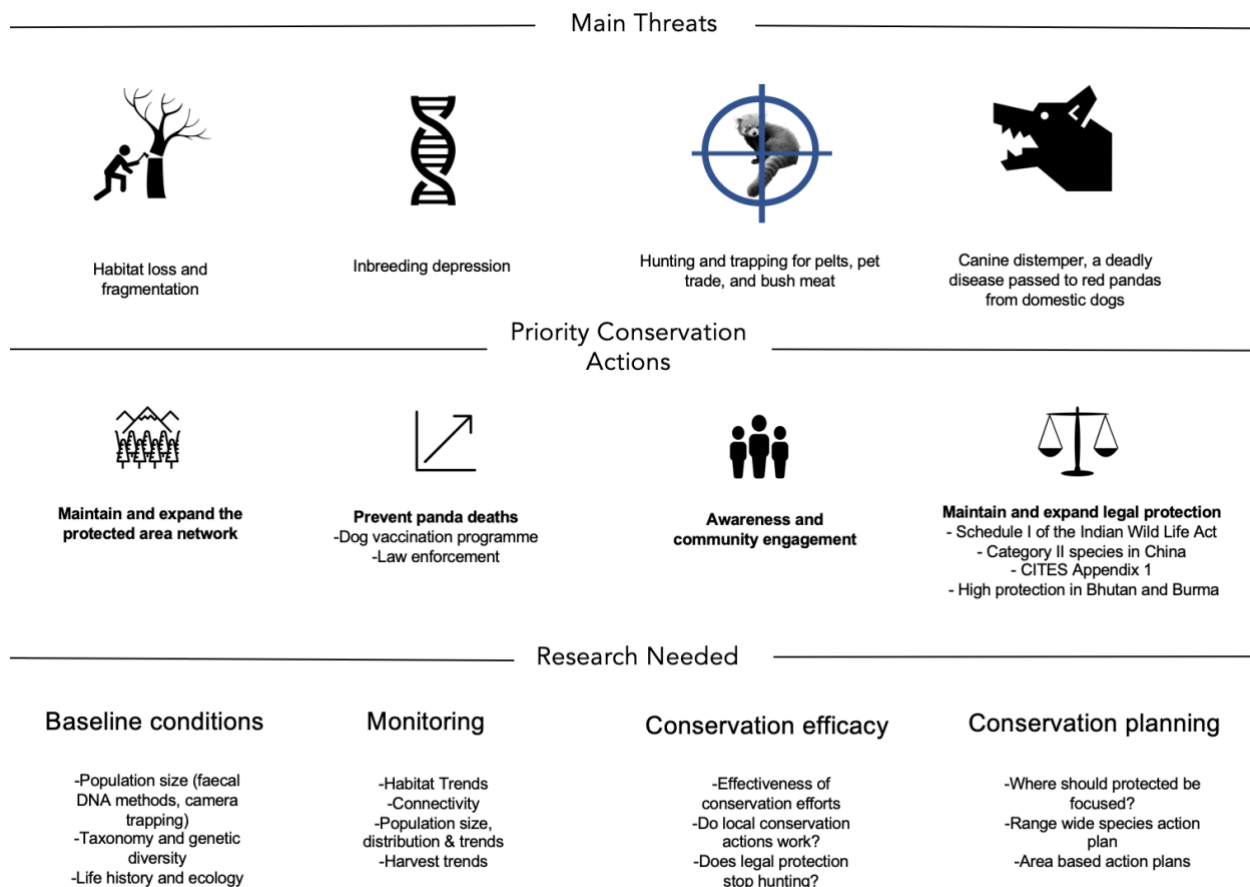 Main Threats
Habitat loss and
fragmentation
Inbreeding depression
Hunting and trapping for pelts, pet
trade, and bush meat
Canine distemper, a deadly
disease passed to red pandas
from domestic dogs
Priority Conservation
Actions
Maintain and expand the
protected area network
Prevent panda deaths
-Dog vaccination programme
-Law enforcement
Awareness and
community engagement
Maintain and expand legal protection
- Schedule I of the Indian Wild Life Act
- Category II species in China
- CITES Appendix 1
- High protection in Bhutan and Burma
Research Needed
Baseline conditions
-Population size (faecal
DNA methods, camera
trapping)
-Taxonomy and genetic
diversity
-Life history and ecology
Monitoring
-Habitat Trends
-Connectivity
-Population size,
distribution & trends
-Harvest trends
Conservation efficacy
-Effectiveness of
conservation efforts
-Do local conservation
actions work?
-Does legal protection
stop hunting?
Conservation planning
-Where should protected be
focused?
-Range wide species action
plan
-Area based action plans